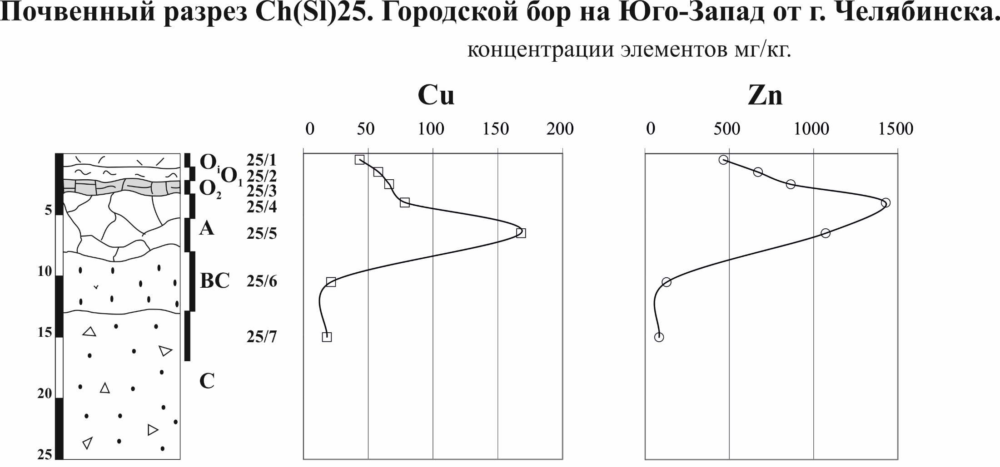 Почвенный разрез Ch(Sl)25. Городской бор на Юго-Запад от г. Челябинска.
концентрации элементов мг/кг.
Cu Zn
0 50 100 150 200 0 500 1000 1500
Oi 25/1
O1 25/2
O2 25/3
5 25/4
A 25/5
10 BC 25/6
15 25/7
C
20
25